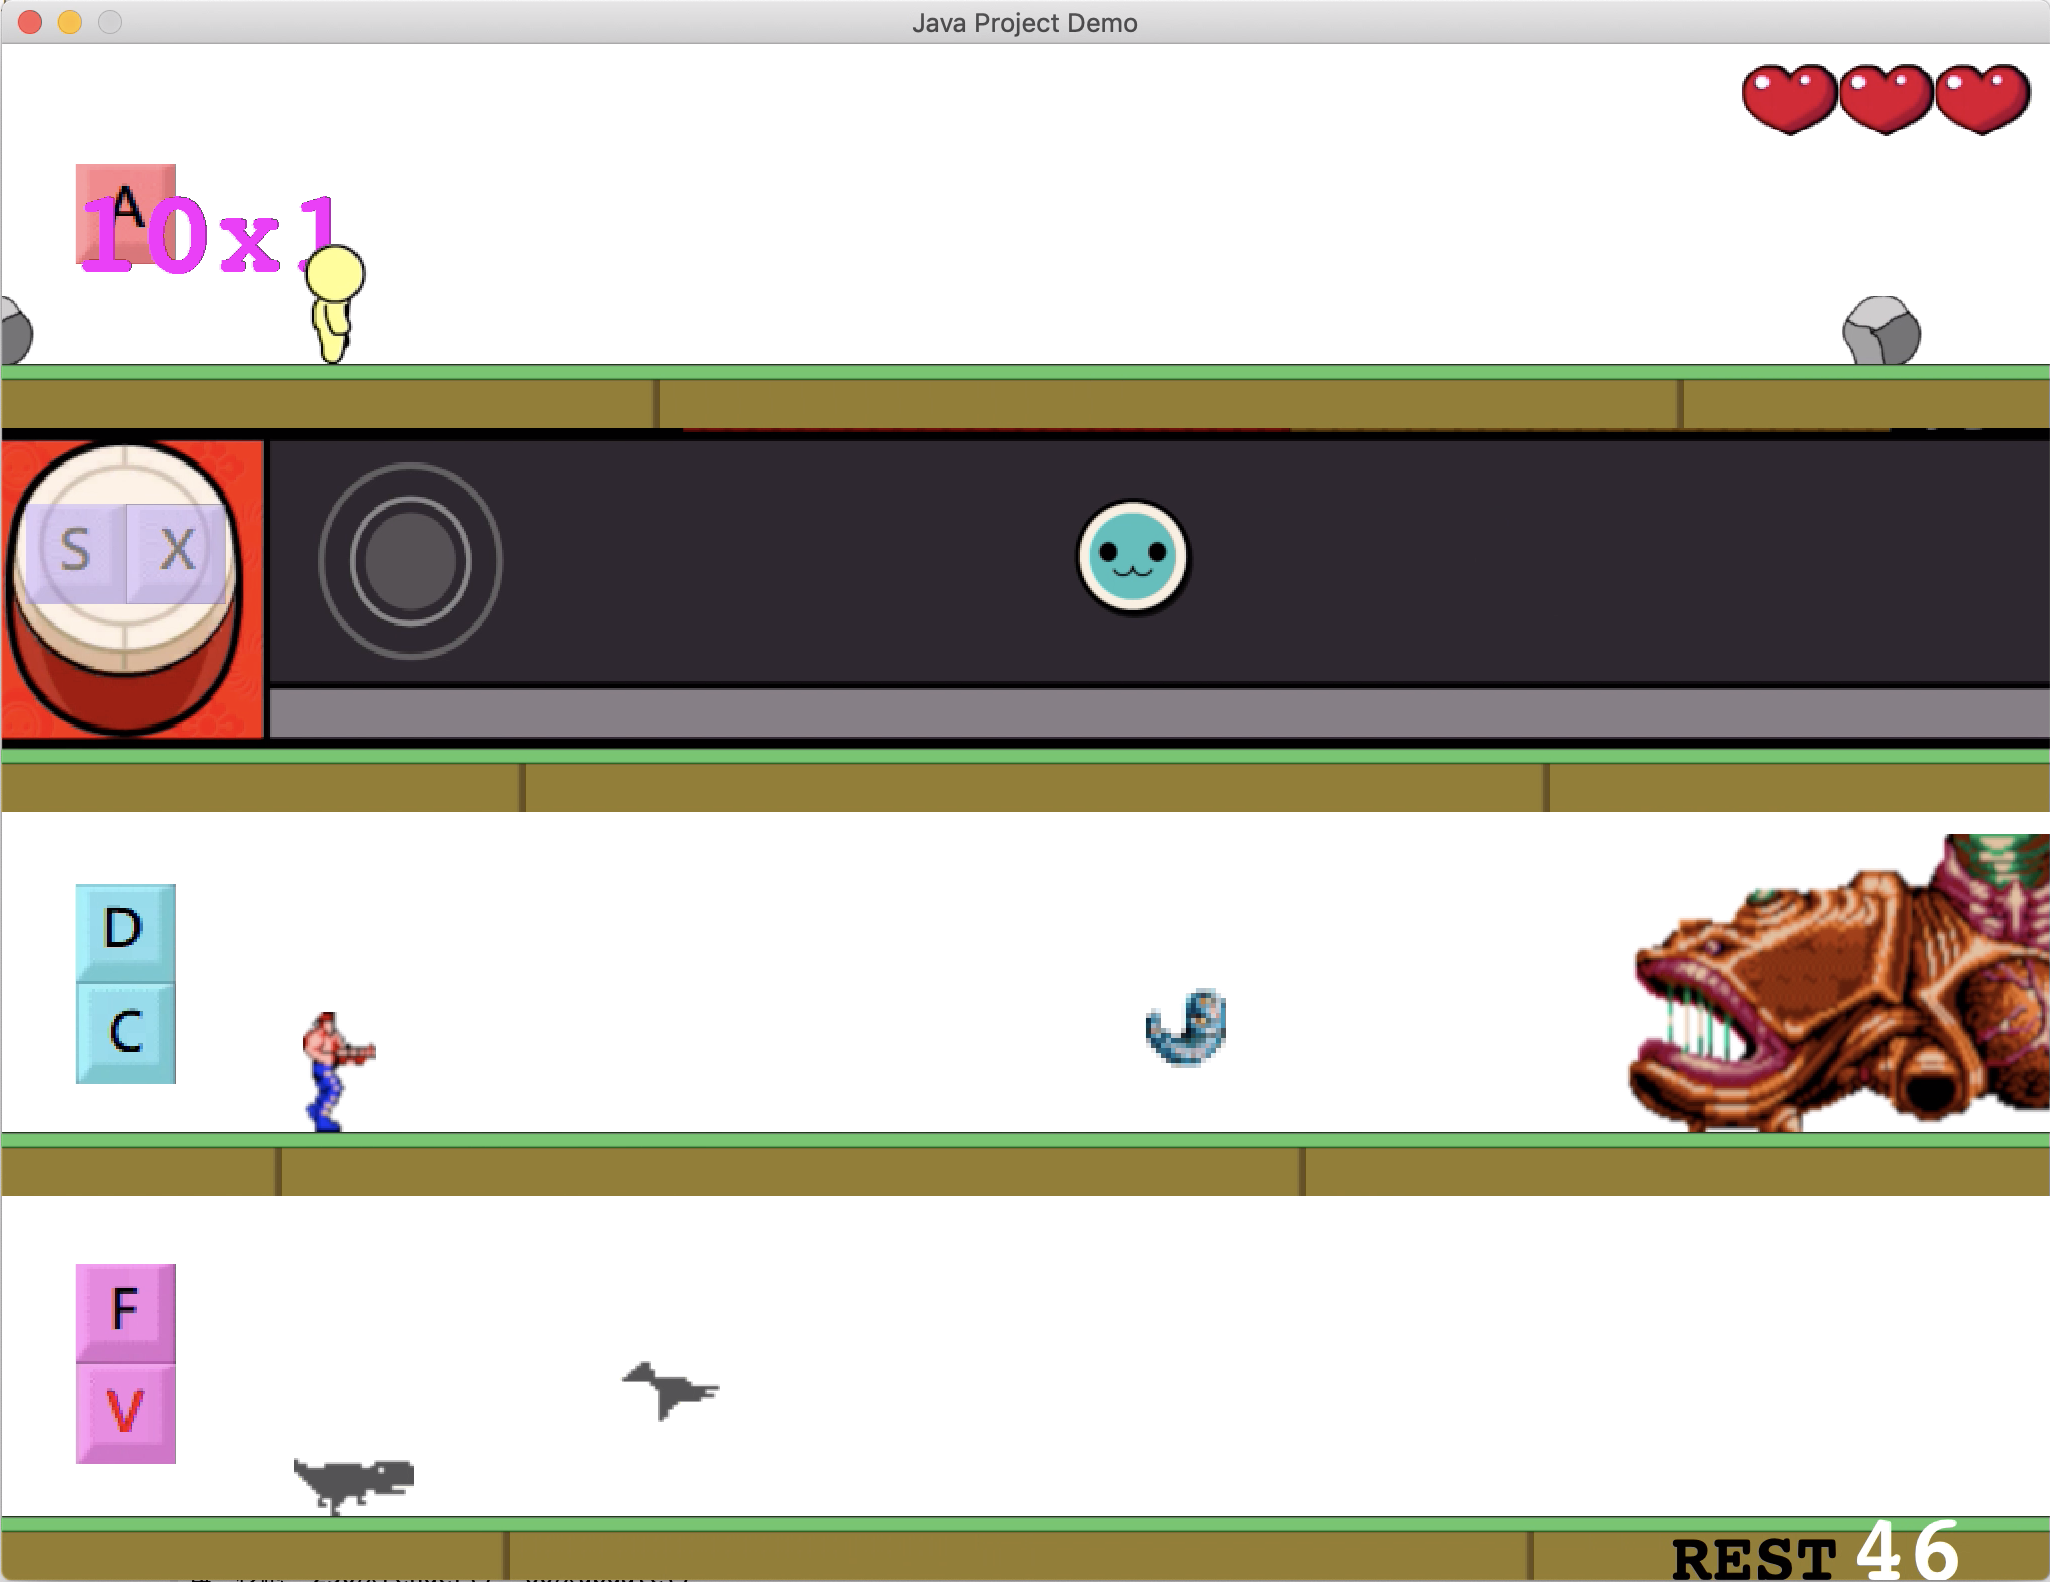 Java Project Demo
A
10x1
S X
D
C
F
V
REST 46